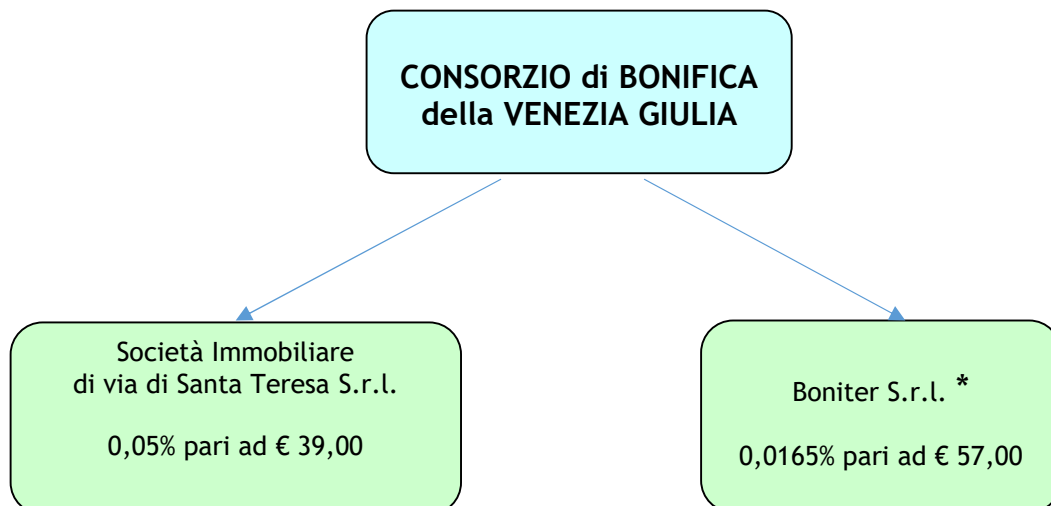 CONSORZIO di BONIFICA
della VENEZIA GIULIA
Società Immobiliare
di via di Santa Teresa S.r.l.
0,05% pari ad € 39,00
Boniter S.r.l. *
0,0165% pari ad € 57,00